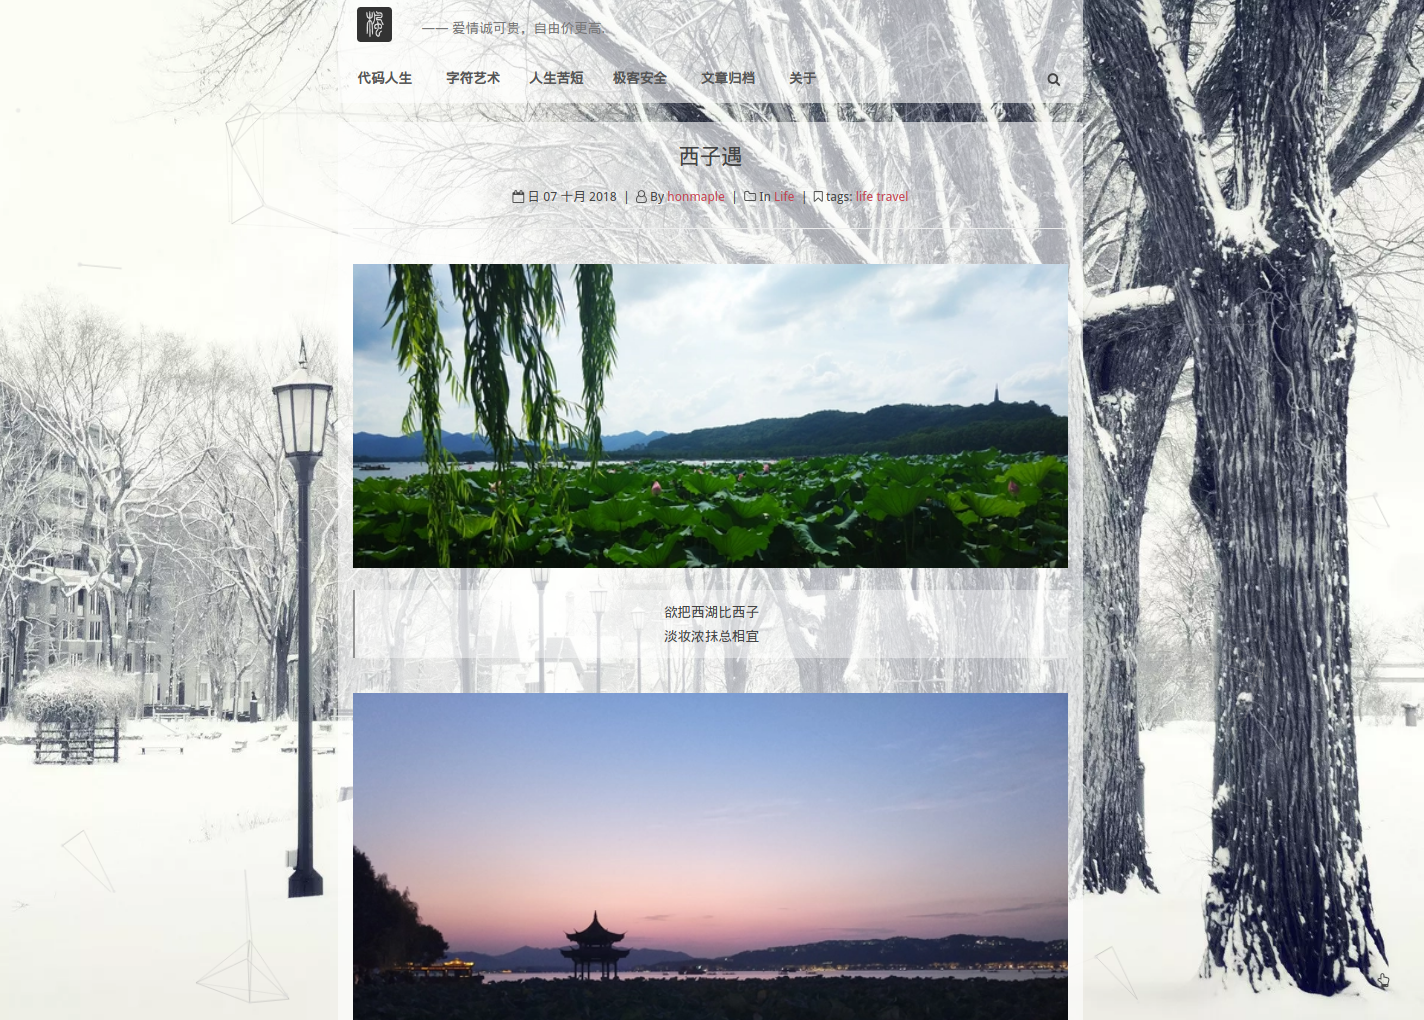 —— 爱情诚可贵，自由价更高.
代码人生 字符艺术 人生苦短 极客安全 文章归档 关于
西子遇
日 07 十月 2018 | By honmaple | In Life | tags: life travel
欲把西湖比西子
淡妆浓抹总相宜